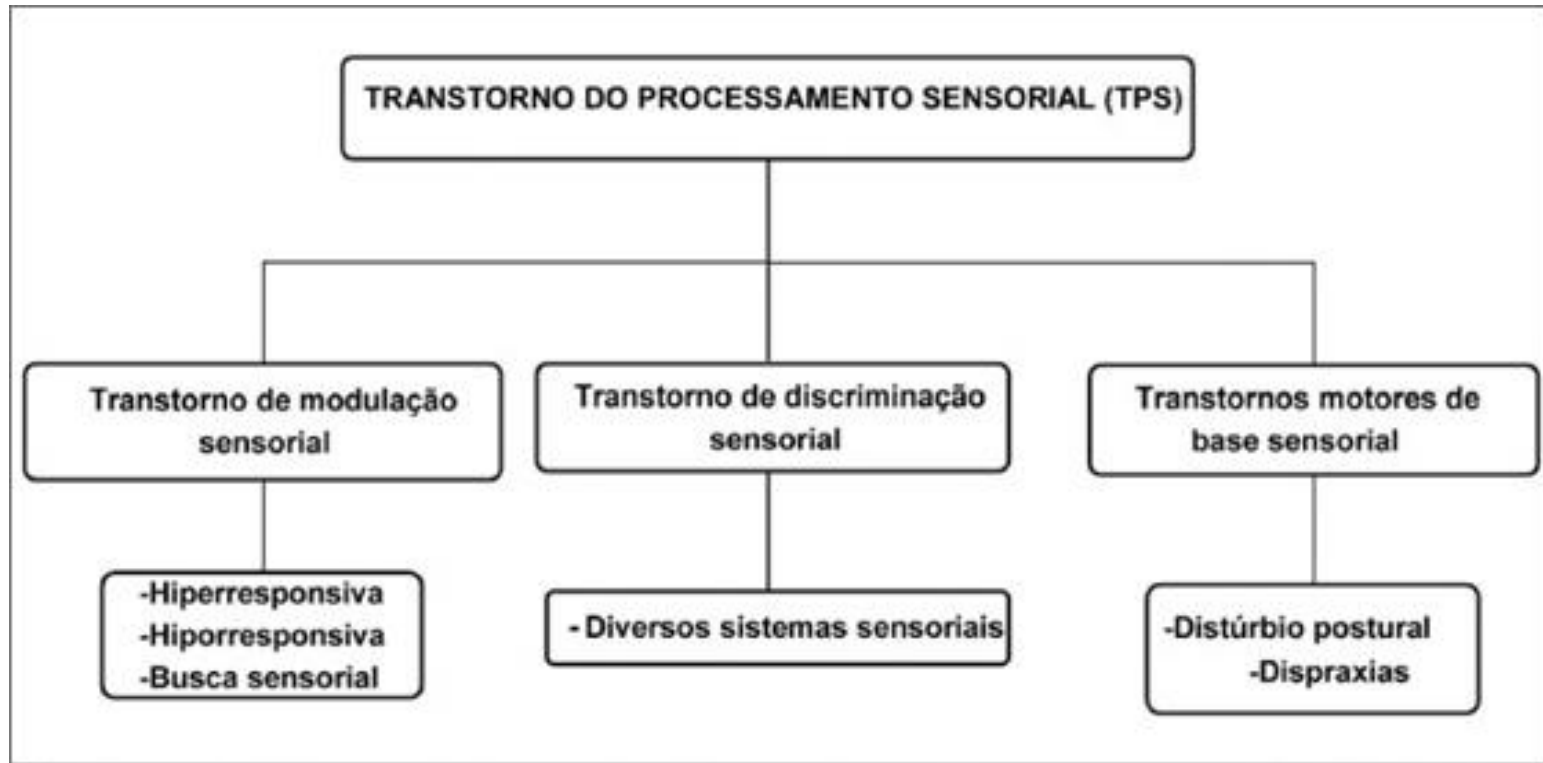 TRANSTORNO DO PROCESSAMENTO SENSORIAL (TPS)
Transtorno de modulação
sensorial
-Hiperresponsiva
-Hiporresponsiva
-Busca sensorial
Transtorno de discriminação
sensorial
- Diversos sistemas sensoriais
Transtornos motores de
base sensorial
-Distúrbio postural
-Dispraxias